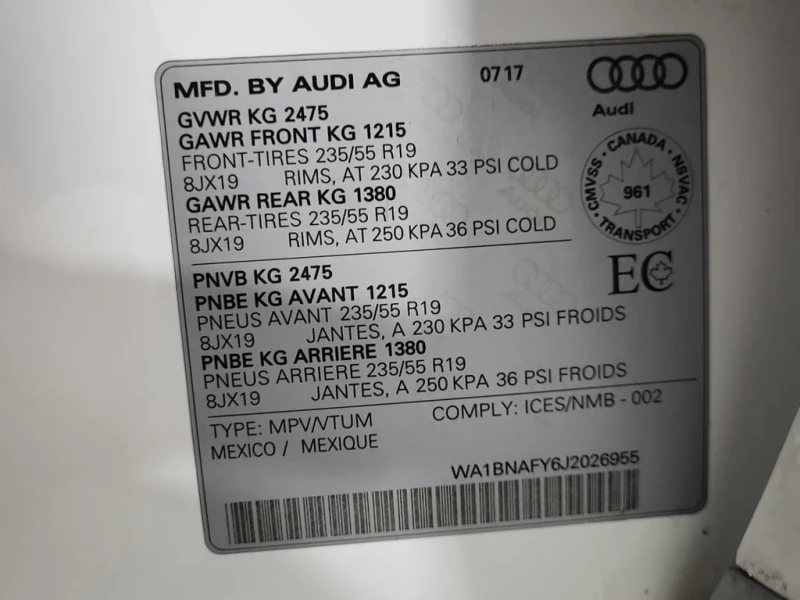 MFD. BY AUDI AG 07 17
Audi
GVWR KG 2475
GAWR FRONT KG 1215
FRONT-TIRES 235/55 R19
8JX19 RIMS, AT 230 KPA 33 PSI COLD
GAWR REAR KG 1380
REAR-TIRES 235/55 R19
8JX19 RIMS, AT 250 KPA 36 PSI COLD
CMVSS • CANADA • NSVAC • TRANSPORT •
961
EC
PNVB KG 2475
PNBE KG AVANT 1215
PNEUS AVANT 235/55 R19
8JX19 JANTES, A 230 KPA 33 PSI FROIDS
PNBE KG ARRIERE 1380
PNEUS ARRIERE 235/55 R19
8JX19 JANTES, A 250 KPA 36 PSI FROIDS
TYPE: MPV/VTUM COMPLY: ICES/NMB - 002
MEXICO / MEXIQUE
WA1BNAFY6J2026955